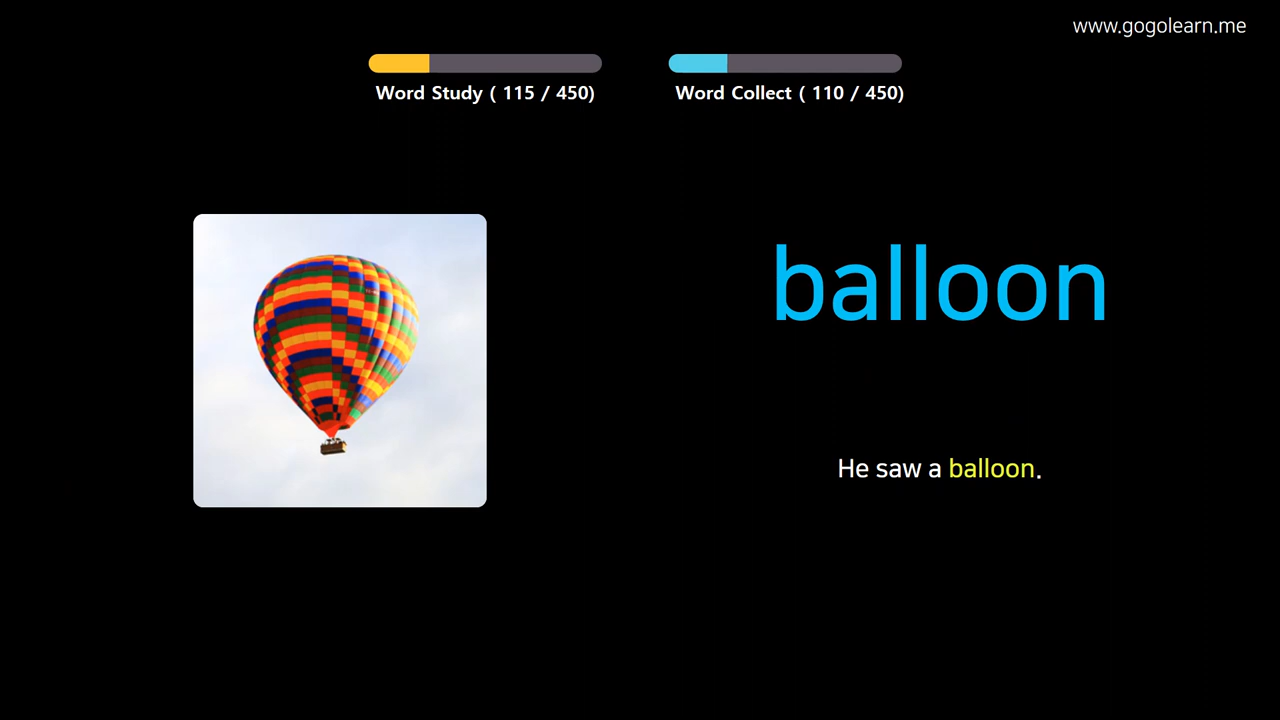 www.gogolearn.me
Word Study ( 115 / 450)
Word Collect ( 110 / 450)
balloon
He saw a balloon.